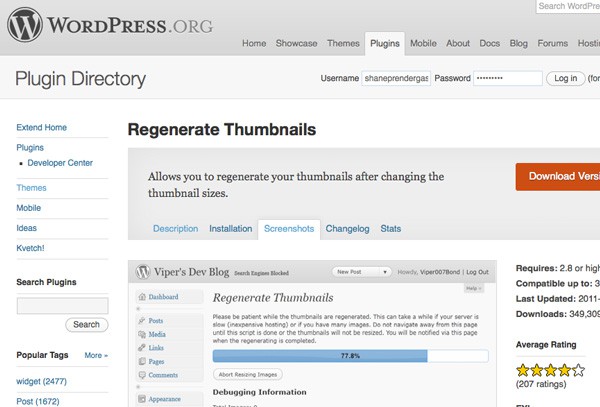 WORDPRESS.ORG
Search WordPre
Home Showcase Themes Plugins Mobile About Docs Blog Forums Hosti
Plugin Directory
Username shaneprendergas Password ••••••••• Log in (for
Extend Home
Plugins
• Developer Center
Themes
Mobile
Ideas
Kvetch!
Search Plugins
Search
Popular Tags More »
widget (2477)
Post (1672)
Regenerate Thumbnails
Allows you to regenerate your thumbnails after changing the
thumbnail sizes.
Download Versi
Description Installation Screenshots Changelog Stats
Viper's Dev Blog Search Engines Blocked New Post Howdy, Viper007Bond | Log Out
Help
Dashboard
Posts
Media
Links
Pages
Comments
Appearance
Regenerate Thumbnails
Please be patient while the thumbnails are regenerated. This can take a while if your server is
slow (inexpensive hosting) or if you have many images. Do not navigate away from this page
until this script is done or the thumbnails will not be resized. You will be notified via this page
when the regenerating is completed.
77.8%
Abort Resizing Images
Debugging Information
Requires: 2.8 or high
Compatible up to: 3
Last Updated: 2011-
Downloads: 349,309
Average Rating
(207 ratings)